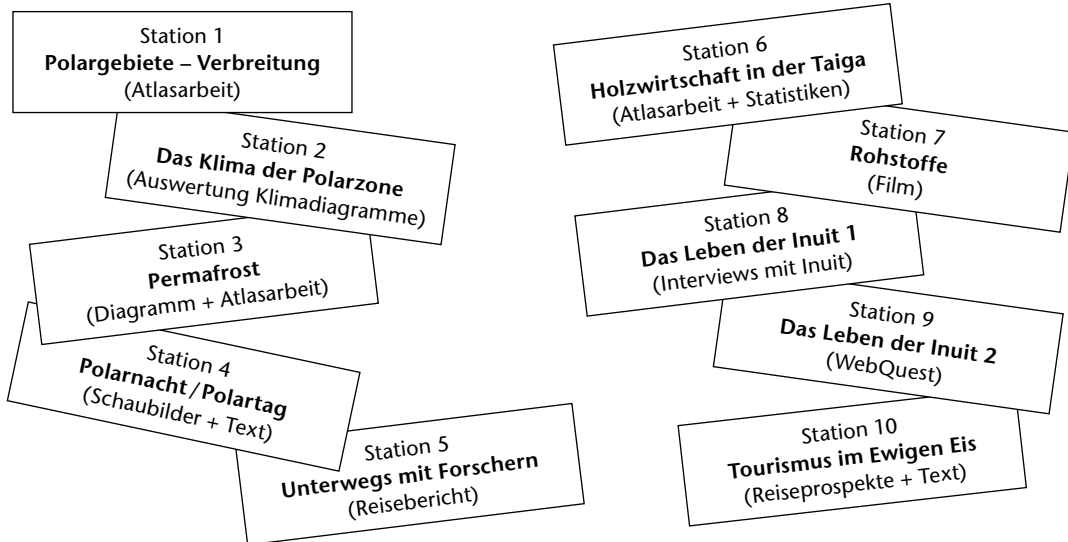 Station 1
Polargebiete – Verbreitung
(Atlasarbeit)
Station 2
Das Klima der Polarzone
(Auswertung Klimadiagramme)
Station 3
Permafrost
(Diagramm + Atlasarbeit)
Station 4
Polarnacht / Polartag
(Schaubilder + Text)
Station 5
Unterwegs mit Forschern
(Reisebericht)
Station 6
Holzwirtschaft in der Taiga
(Atlasarbeit + Statistiken)
Station 7
Rohstoffe
(Film)
Station 8
Das Leben der Inuit 1
(Interviews mit Inuit)
Station 9
Das Leben der Inuit 2
(WebQuest)
Station 10
Tourismus im Ewigen Eis
(Reiseprospekte + Text)